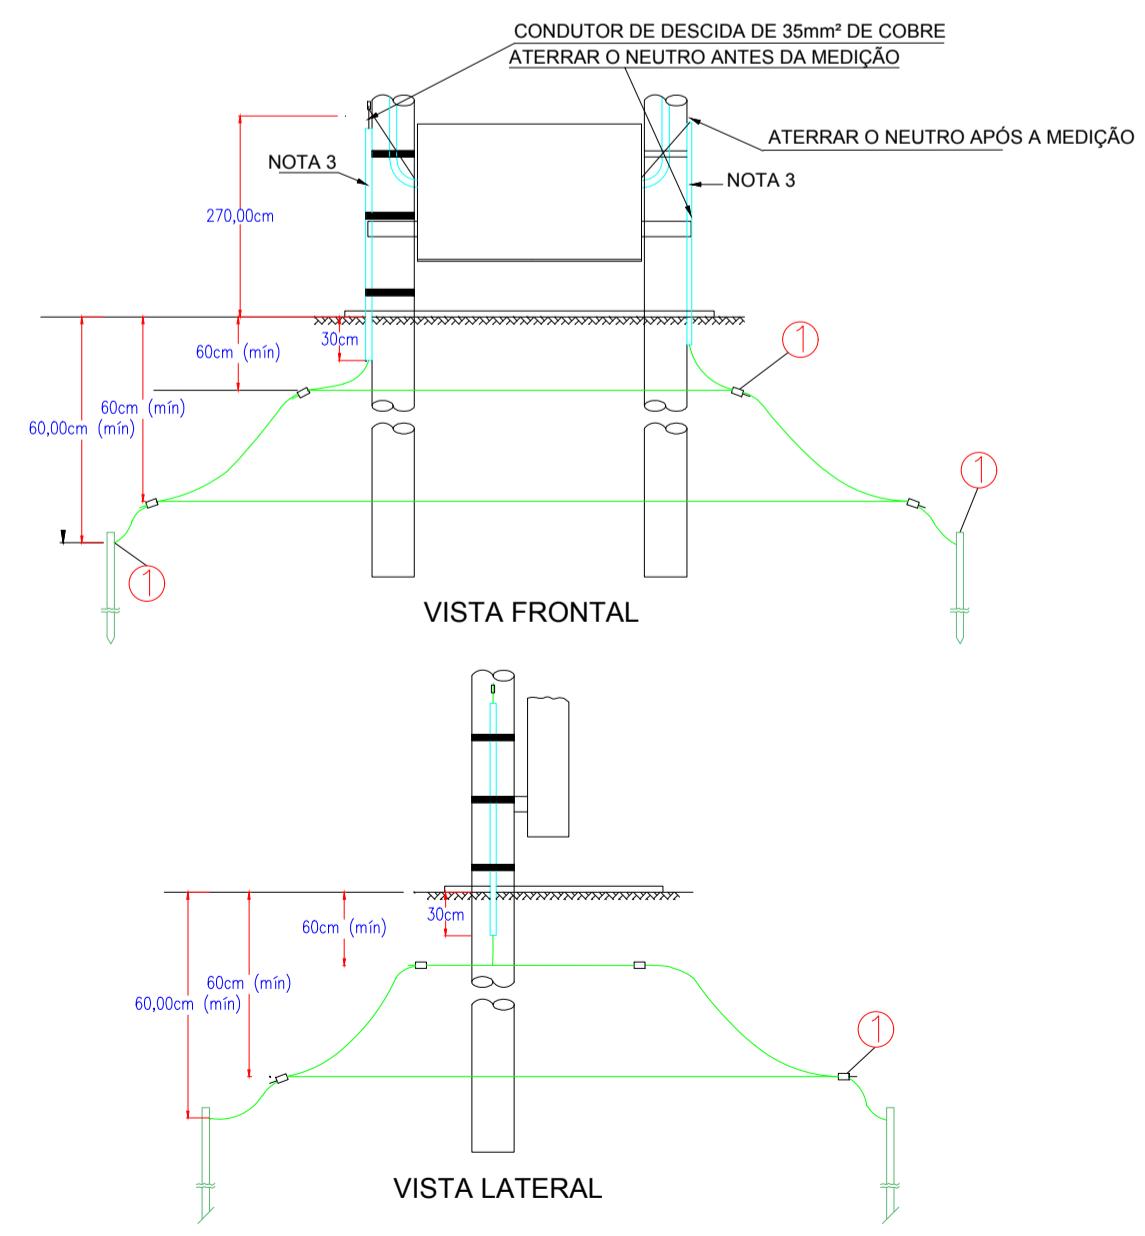 CONDUTOR DE DESCIDA DE 35mm² DE COBRE
ATERRAR O NEUTRO ANTES DA MEDIÇÃO
ATERRAR O NEUTRO APÓS A MEDIÇÃO
NOTA 3
NOTA 3
270,00cm
30cm
60cm (mín)
60cm (mín)
60,00cm (mín)
1
1
1
VISTA FRONTAL
30cm
60cm (mín)
60cm (mín)
60,00cm (mín)
1
VISTA LATERAL